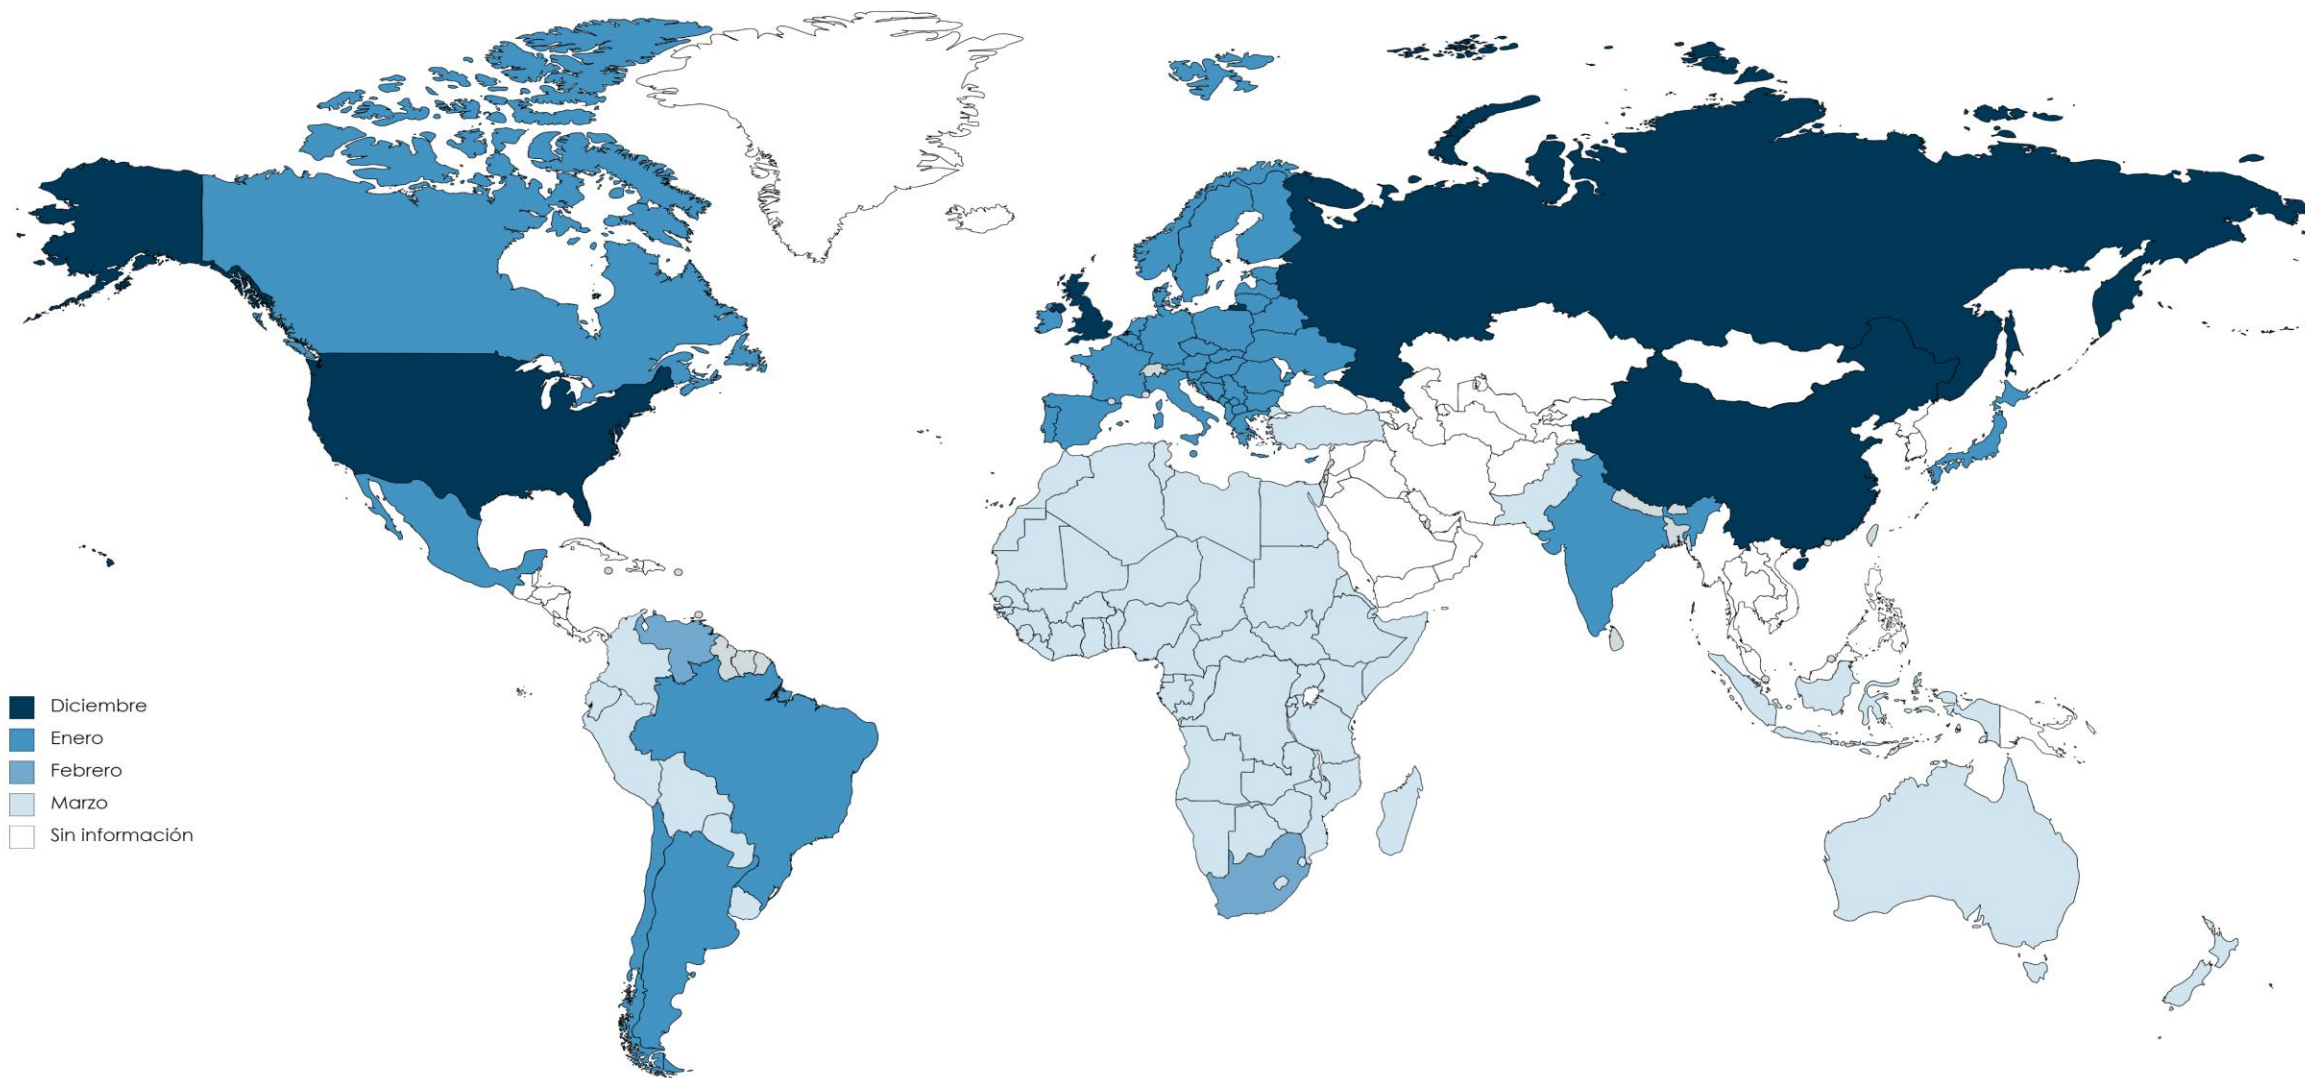 Diciembre
Enero
Febrero
Marzo
Sin información